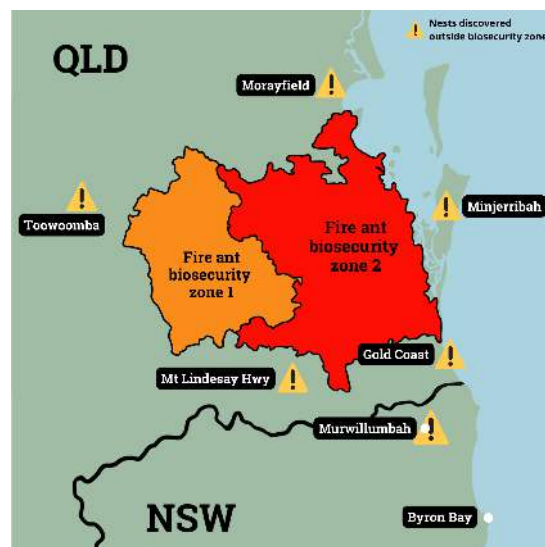 Nests discovered
outside biosecurity zone
QLD
Morayfield
Toowoomba
Minjerribah
Fire ant
biosecurity
zone 1
Fire ant
biosecurity
zone 2
Gold Coast
Mt Lindesay Hwy
Murwillumbah
NSW
Byron Bay